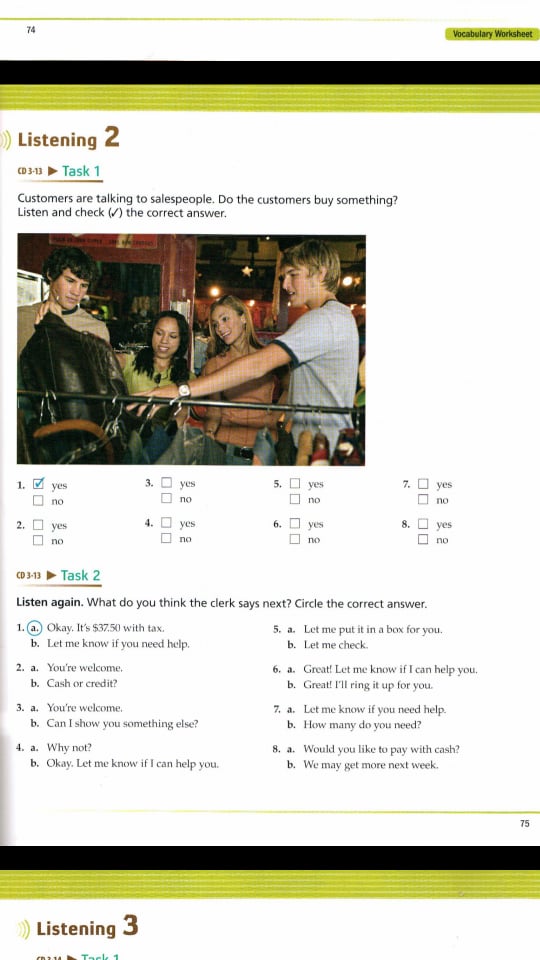 74
Vocabulary Worksheet
Listening 2
CD 3-13 ▶ Task 1
Customers are talking to salespeople. Do the customers buy something?
Listen and check (✓) the correct answer.
1. ☑ yes
☐ no
2. ☐ yes
☐ no
3. ☐ yes
☐ no
4. ☐ yes
☐ no
5. ☐ yes
☐ no
6. ☐ yes
☐ no
7. ☐ yes
☐ no
8. ☐ yes
☐ no
CD 3-13 ▶ Task 2
Listen again. What do you think the clerk says next? Circle the correct answer.
1. a. Okay. It's $37.50 with tax.
b. Let me know if you need help.
2. a. You're welcome.
b. Cash or credit?
3. a. You're welcome.
b. Can I show you something else?
4. a. Why not?
b. Okay. Let me know if I can help you.
5. a. Let me put it in a box for you.
b. Let me check.
6. a. Great! Let me know if I can help you.
b. Great! I'll ring it up for you.
7. a. Let me know if you need help.
b. How many do you need?
8. a. Would you like to pay with cash?
b. We may get more next week.
75
Listening 3
▶ Task 1